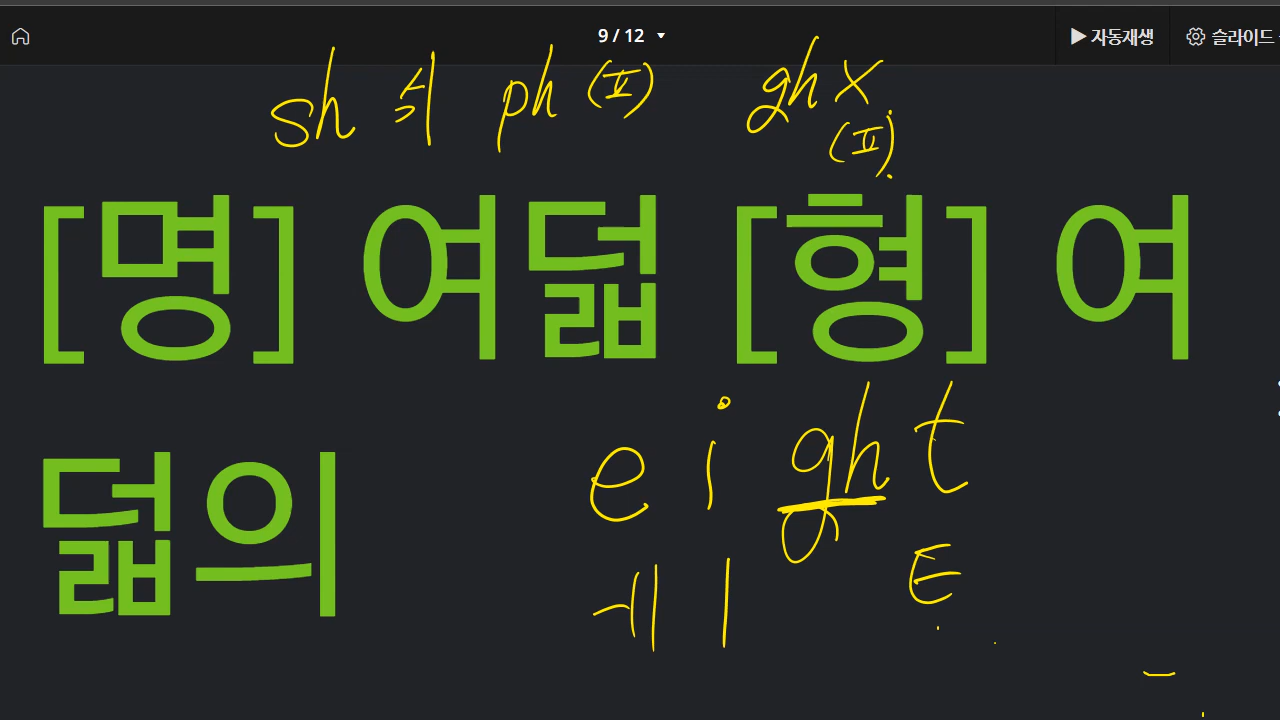 9 / 12 자동재생 슬라이드
sh 쉬 ph (ㅍ) gh X
(ㅍ)
[명] 여덟 [형] 여
덟의
e i gh t
ㅔ ㅣ ㅌ